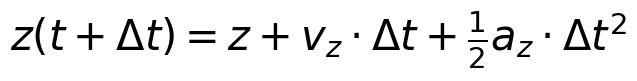 z(t + Δt) = z + v_z · Δt + ½a_z · Δt²